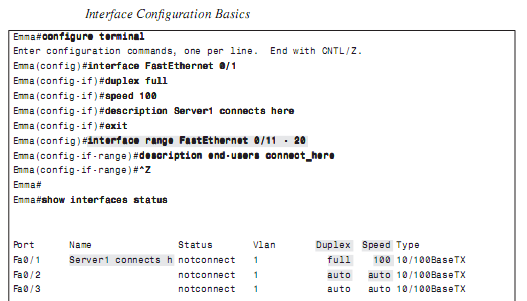 Interface Configuration Basics
Emma#configure terminal
Enter configuration commands, one per line.  End with CNTL/Z.
Emma(config)#interface FastEthernet 0/1
Emma(config-if)#duplex full
Emma(config-if)#speed 100
Emma(config-if)#description Server1 connects here
Emma(config-if)#exit
Emma(config)#interface range FastEthernet 0/11 - 20
Emma(config-if-range)#description end-users connect_here
Emma(config-if-range)#^Z
Emma#
Emma#show interfaces status
Port Name Status Vlan Duplex Speed Type
Fa0/1 Server1 connects h notconnect 1 full 100 10/100BaseTX
Fa0/2 notconnect 1 auto auto 10/100BaseTX
Fa0/3 notconnect 1 auto auto 10/100BaseTX